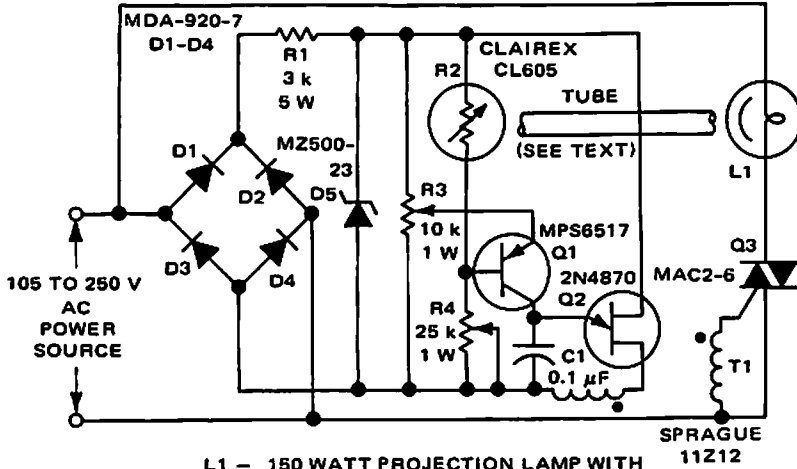 MDA-920-7
D1-D4
R1
3 k
5 W
CLAIREX
CL605
R2
TUBE
(SEE TEXT)
L1
D1
D2
D3
D4
MZ500-
23
D5
R3
10 k
1 W
MPS6517
Q1
2N4870
Q2
Q3
MAC2-6
105 TO 250 V
AC
POWER
SOURCE
R4
25 k
1 W
C1
0.1 µF
T1
SPRAGUE
11Z12
L1 – 150 WATT PROJECTION LAMP WITH